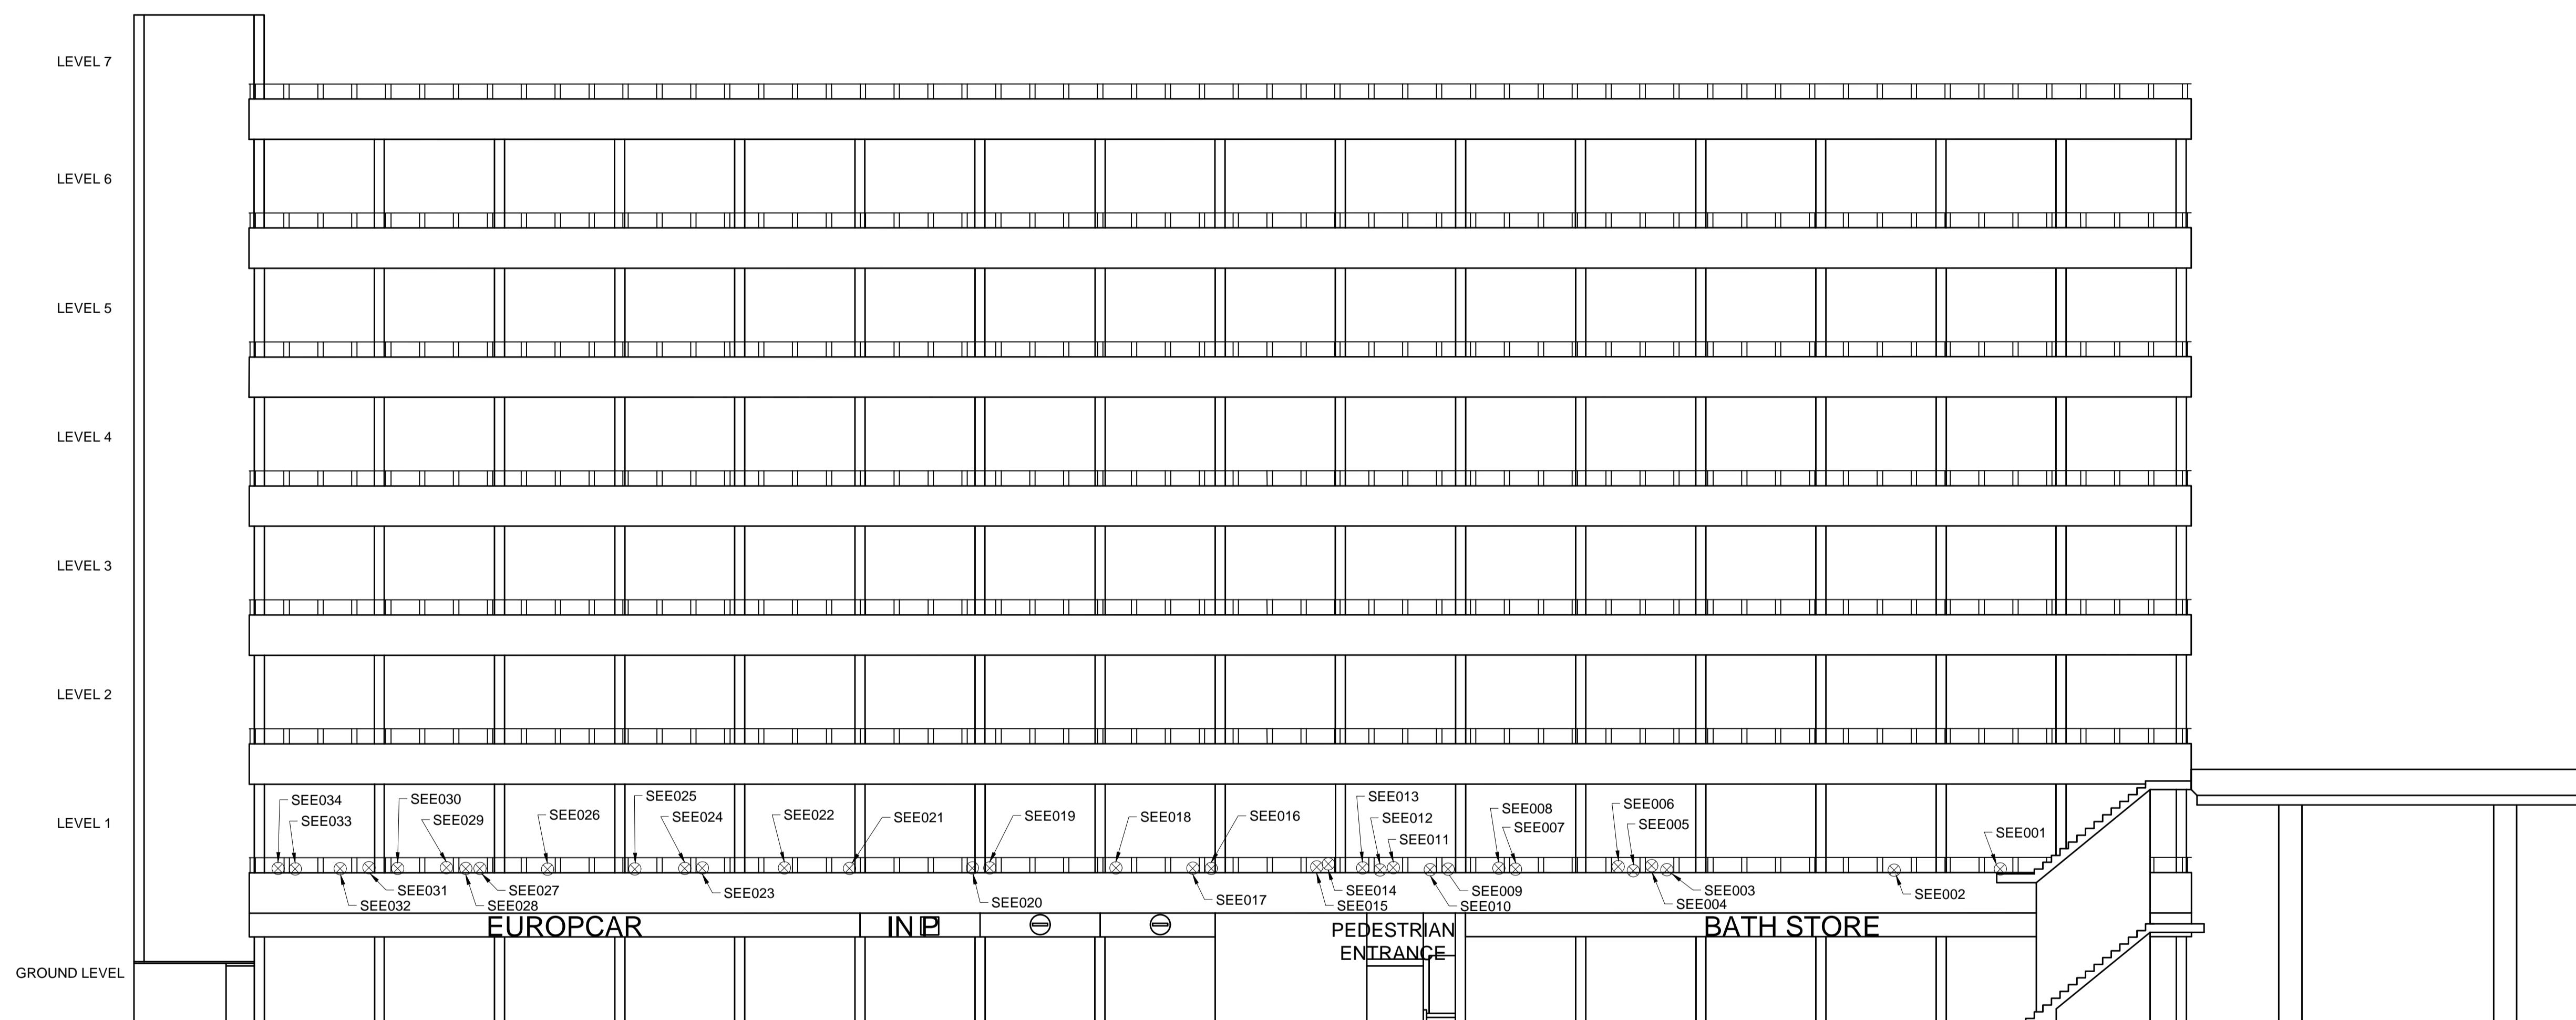 LEVEL 7
LEVEL 6
LEVEL 5
LEVEL 4
LEVEL 3
LEVEL 2
LEVEL 1
GROUND LEVEL
SEE034
SEE033
SEE032
SEE031
SEE030
SEE029
SEE028
SEE027
SEE026
SEE025
SEE024
SEE023
SEE022
SEE021
SEE020
SEE019
SEE018
SEE017
SEE016
SEE015
SEE014
SEE013
SEE012
SEE011
SEE010
SEE009
SEE008
SEE007
SEE006
SEE005
SEE004
SEE003
SEE002
SEE001
EUROPCAR
IN P
PEDESTRIAN
ENTRANCE
BATH STORE